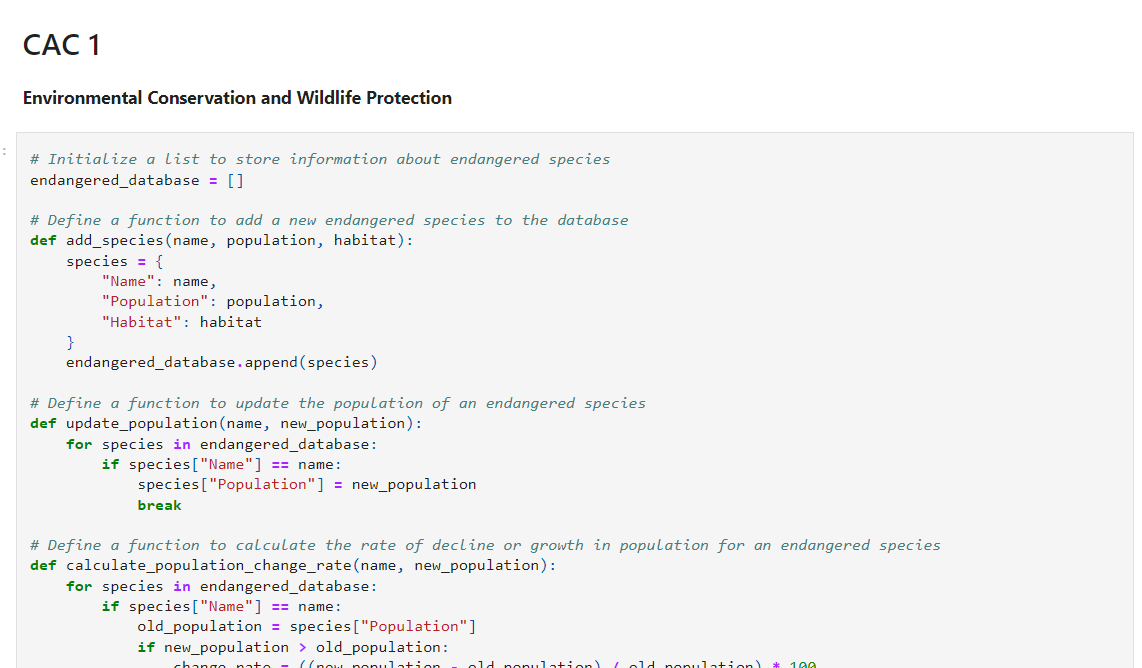 CAC 1
Environmental Conservation and Wildlife Protection
:
# Initialize a list to store information about endangered species
endangered_database = []
# Define a function to add a new endangered species to the database
def add_species(name, population, habitat):
    species = {
        "Name": name,
        "Population": population,
        "Habitat": habitat
    }
    endangered_database.append(species)
# Define a function to update the population of an endangered species
def update_population(name, new_population):
    for species in endangered_database:
        if species["Name"] == name:
            species["Population"] = new_population
            break
# Define a function to calculate the rate of decline or growth in population for an endangered species
def calculate_population_change_rate(name, new_population):
    for species in endangered_database:
        if species["Name"] == name:
            old_population = species["Population"]
            if new_population > old_population:
                change_rate = ((new_population - old_population) / old_population) * 100